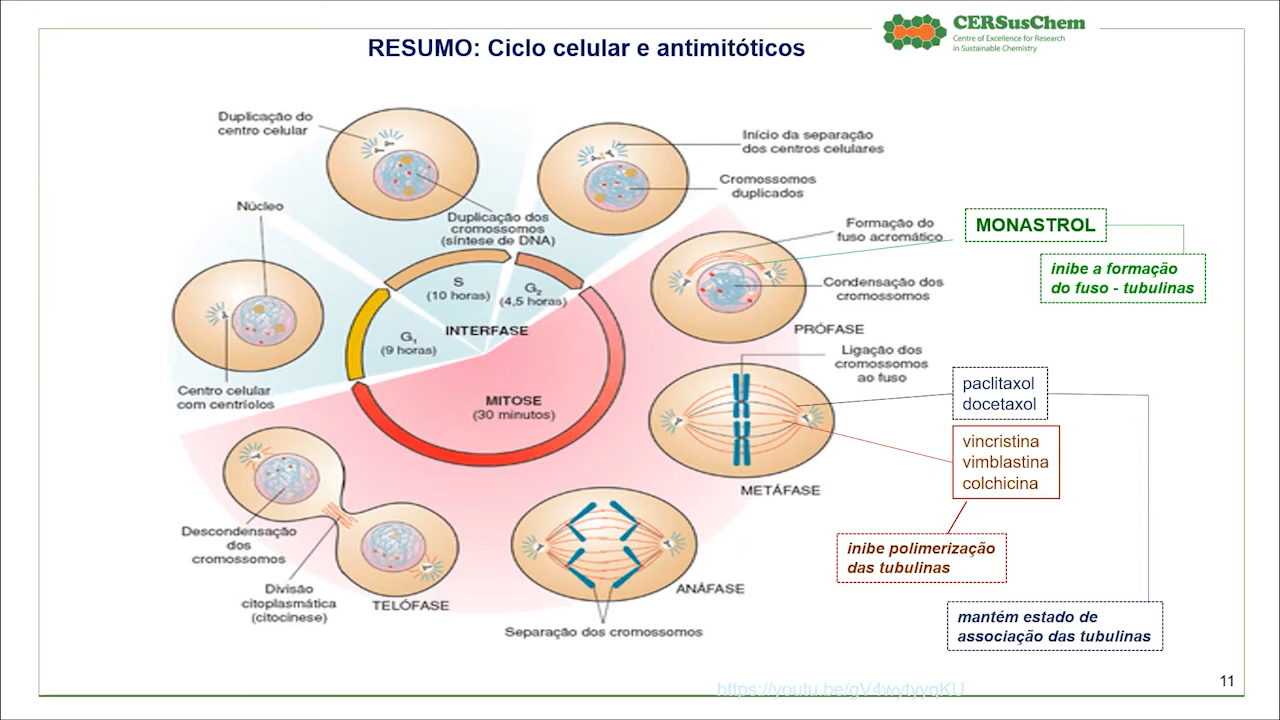 RESUMO: Ciclo celular e antimitóticos
CERSusChem
Centre of Excellence for Research
in Sustainable Chemistry
Duplicação do
centro celular
Início da separação
dos centros celulares
Cromossomos
duplicados
Núcleo
Duplicação dos
cromossomos
(síntese de DNA)
Formação do
fuso acromático
MONASTROL
inibe a formação
do fuso - tubulinas
S
(10 horas)
G2
(4,5 horas)
Condensação dos
cromossomos
INTERFASE
G1
(9 horas)
PRÓFASE
Ligação dos
cromossomos
ao fuso
Centro celular
com centríolos
MITOSE
(30 minutos)
paclitaxol
docetaxol
vincristina
vimblastina
colchicina
METÁFASE
Descondensação
dos
cromossomos
inibe polimerização
das tubulinas
Divisão
citoplasmática
(citocinese)
TELÓFASE
ANÁFASE
Separação dos cromossomos
mantém estado de
associação das tubulinas
https://youtu.be/gV4wytyyqKU
11